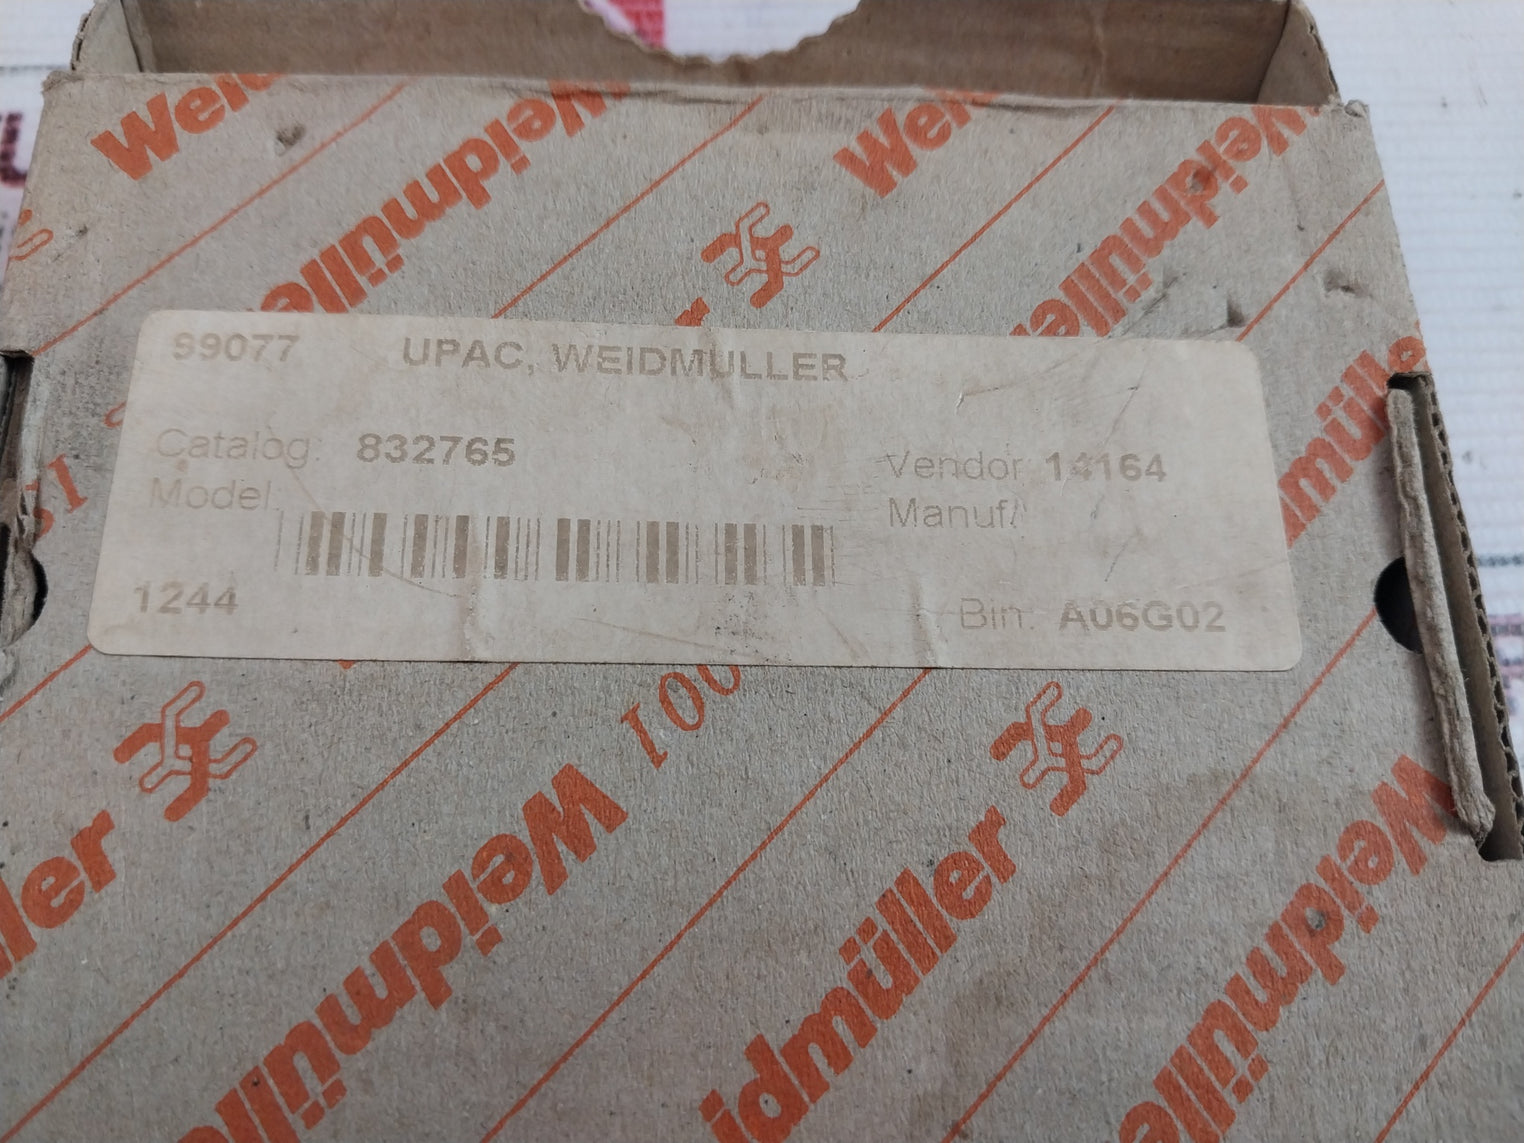 Weidmüller
Weidmüller
99077 UPAC, WEIDMULLER
Catalog: 832765
Vendor 14164
Model:
Manuf/
1244
Bin: A06G02
Weidmüller
Weidmüller
Weidmüller